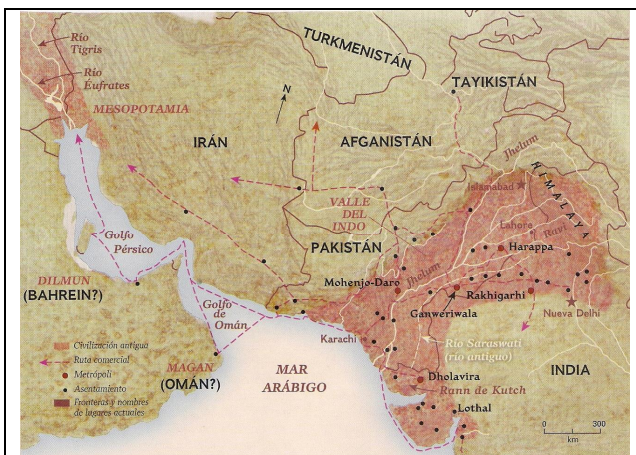 TURKMENISTÁN
TAYIKISTÁN
Río
Tigris
Río
Éufrates
MESOPOTAMIA
N
IRÁN
AFGANISTÁN
Jhelum
HIMALAYA
Islamabad
VALLE
DEL
INDO
Lahore
Ravi
Golfo
Pérsico
PAKISTÁN
Harappa
Mohenjo-Daro
Jhelum
Rakhigarhi
DILMUN
(BAHREIN?)
Golfo
de
Omán
Ganweriwala
Nueva Delhi
Karachi
Río Saraswati
(río antiguo)
Civilización antigua
Ruta comercial
Metrópoli
Asentamiento
Fronteras y nombres
de lugares actuales
MAGAN
(OMÁN?)
MAR
ARÁBIGO
INDIA
Dholavira
Rann de Kutch
Lothal
0 300
km